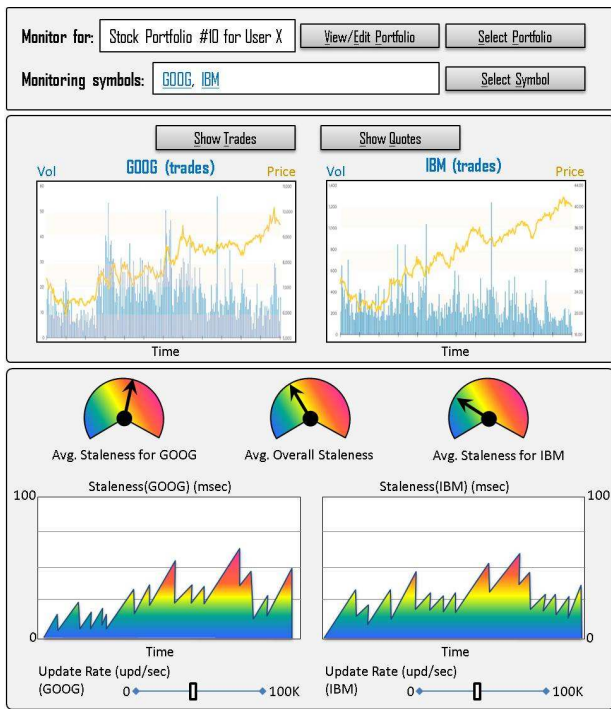 Monitor for: Stock Portfolio #10 for User X View/Edit Portfolio Select Portfolio
Monitoring symbols: GOOG, IBM Select Symbol
Show Trades Show Quotes
Vol GOOG (trades) Price Vol IBM (trades)
Time Time
Avg. Staleness for GOOG Avg. Overall Staleness Avg. Staleness for IBM
100 Staleness(GOOG) (msec) Staleness(IBM) (msec) 100
0 0
Time Time
Update Rate (upd/sec) Update Rate (upd/sec)
(GOOG) 0 100K (IBM) 0 100K